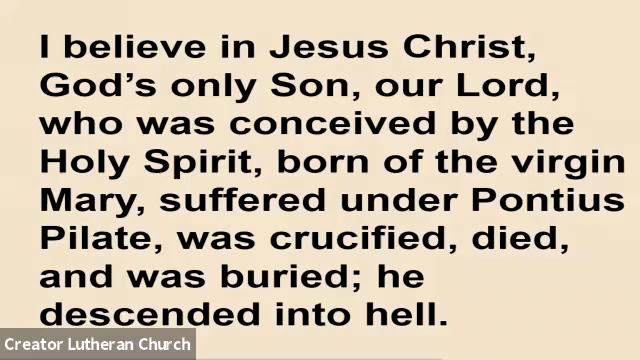 I believe in Jesus Christ,
God's only Son, our Lord,
who was conceived by the
Holy Spirit, born of the virgin
Mary, suffered under Pontius
Pilate, was crucified, died,
and was buried; he
descended into hell.
Creator Lutheran Church